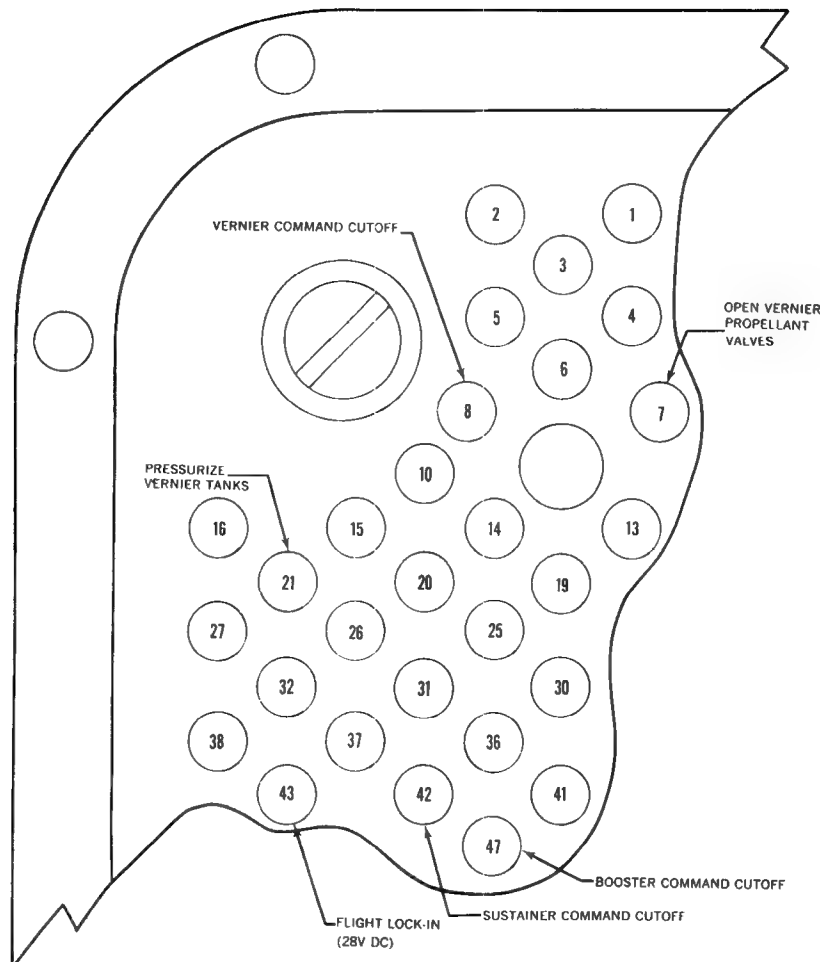 2
1
VERNIER COMMAND CUTOFF
3
5
4
OPEN VERNIER
PROPELLANT
VALVES
6
8
7
PRESSURIZE
VERNIER TANKS
10
16
15
14
13
21
20
19
27
26
25
32
31
30
38
37
36
43
42
41
47
BOOSTER COMMAND CUTOFF
SUSTAINER COMMAND CUTOFF
FLIGHT LOCK-IN
(28V DC)